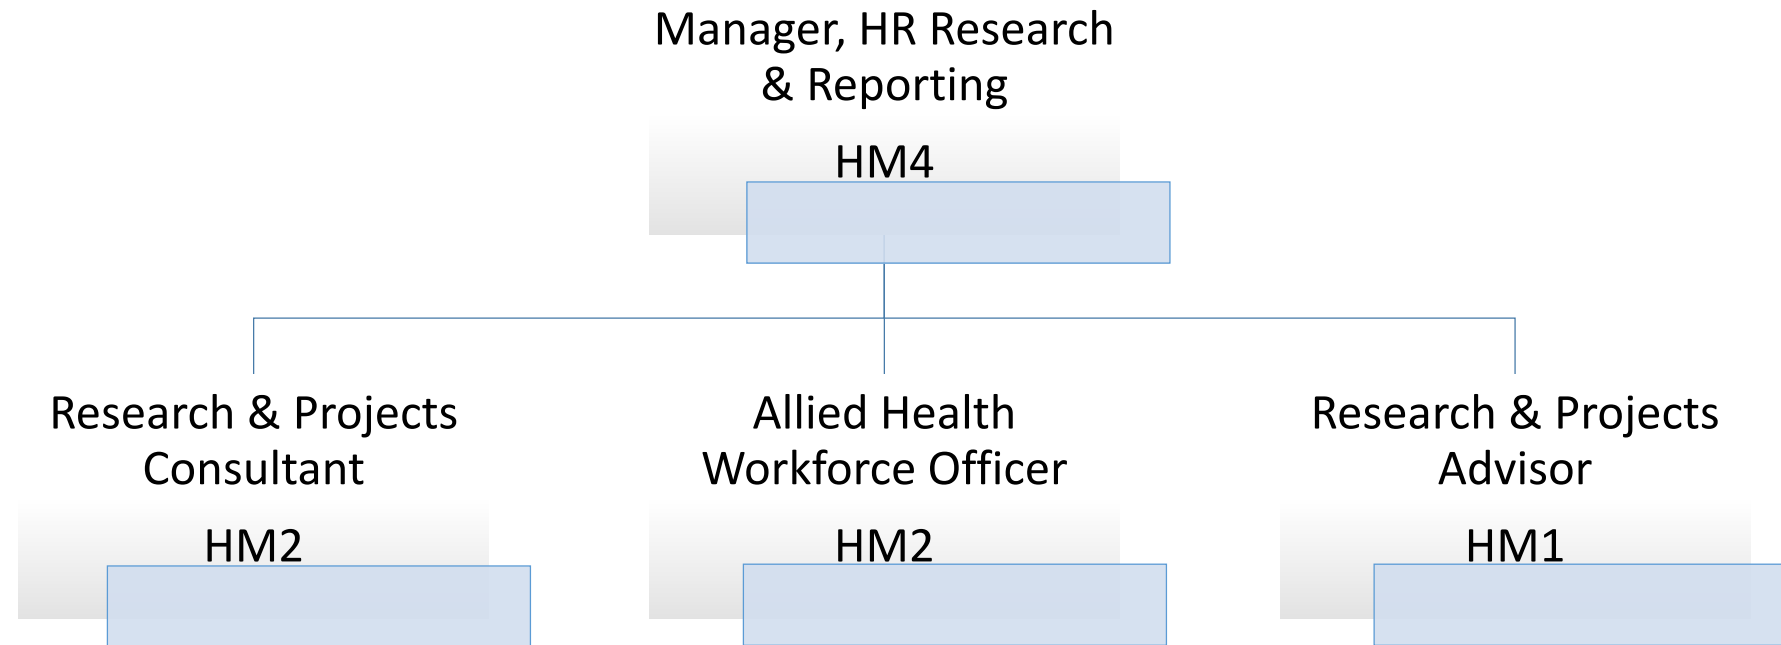 Manager, HR Research
& Reporting
HM4
Research & Projects
Consultant
HM2
Allied Health
Workforce Officer
HM2
Research & Projects
Advisor
HM1